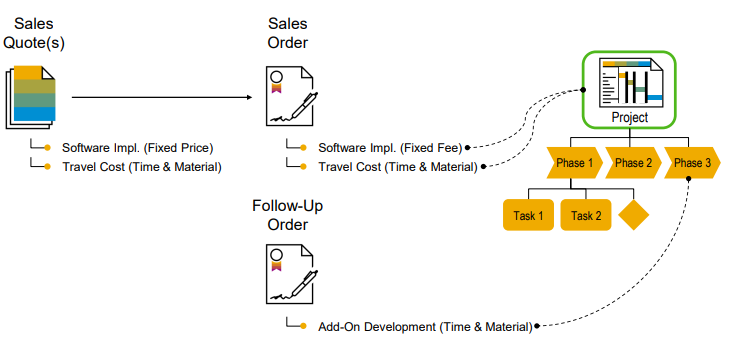 Sales
Quote(s)
Sales
Order
Software Impl. (Fixed Price)
Travel Cost (Time & Material)
Software Impl. (Fixed Fee)
Travel Cost (Time & Material)
Project
Phase 1
Phase 2
Phase 3
Task 1
Task 2
Follow-Up
Order
Add-On Development (Time & Material)